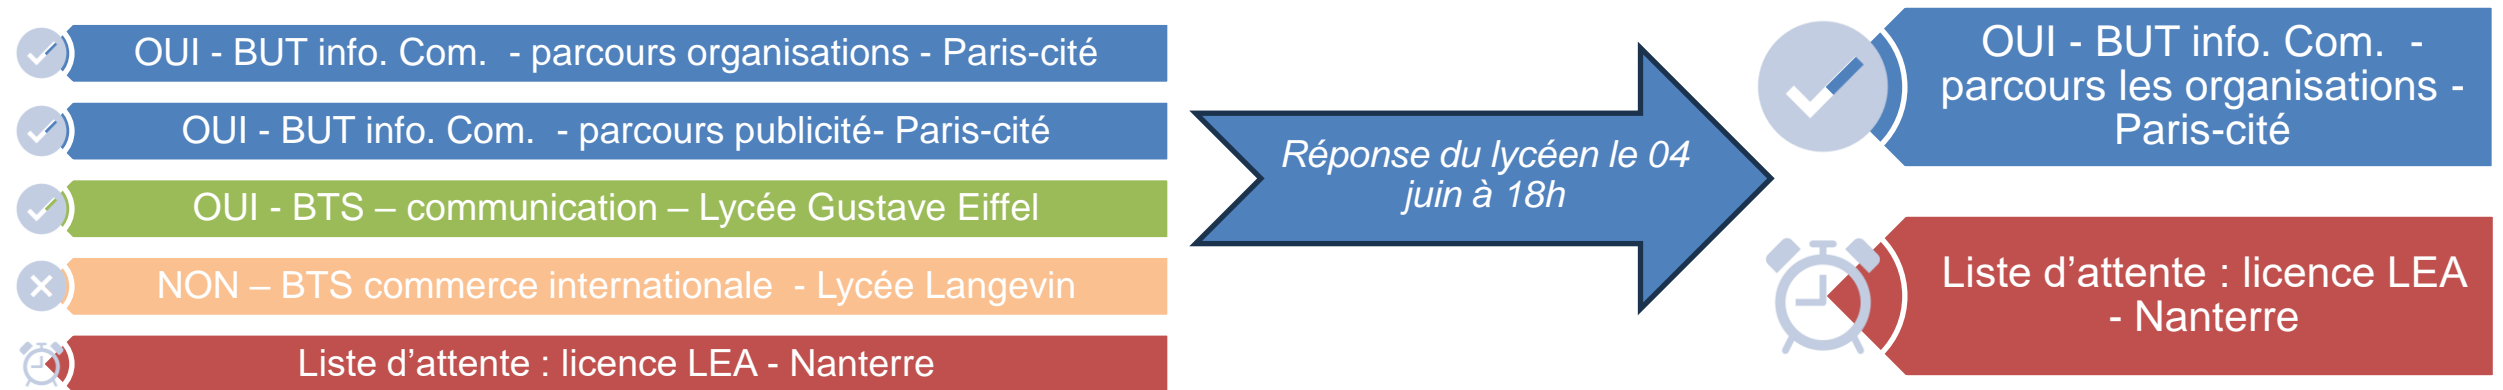 OUI - BUT info. Com.  - parcours organisations - Paris-cité
OUI - BUT info. Com.  - parcours publicité- Paris-cité
OUI - BTS – communication – Lycée Gustave Eiffel
NON – BTS commerce internationale  - Lycée Langevin
Liste d’attente : licence LEA - Nanterre
Réponse du lycéen le 04
juin à 18h
OUI - BUT info. Com.  -
parcours les organisations -
Paris-cité
Liste d’attente : licence LEA
- Nanterre